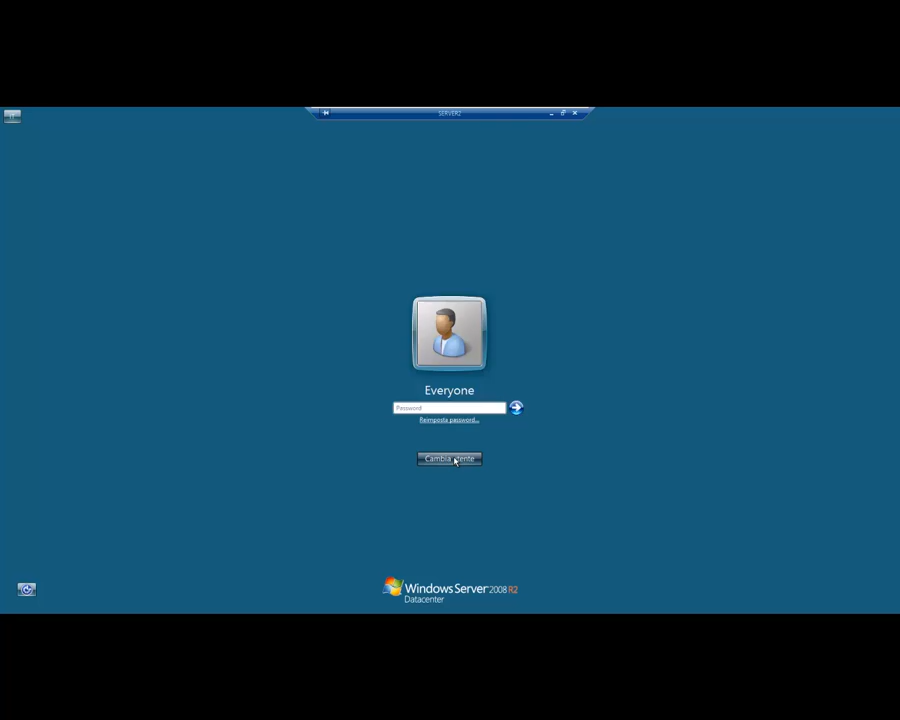 SERVER2
Everyone
Password
Reimposta password...
Cambia utente
Windows Server 2008 R2
Datacenter